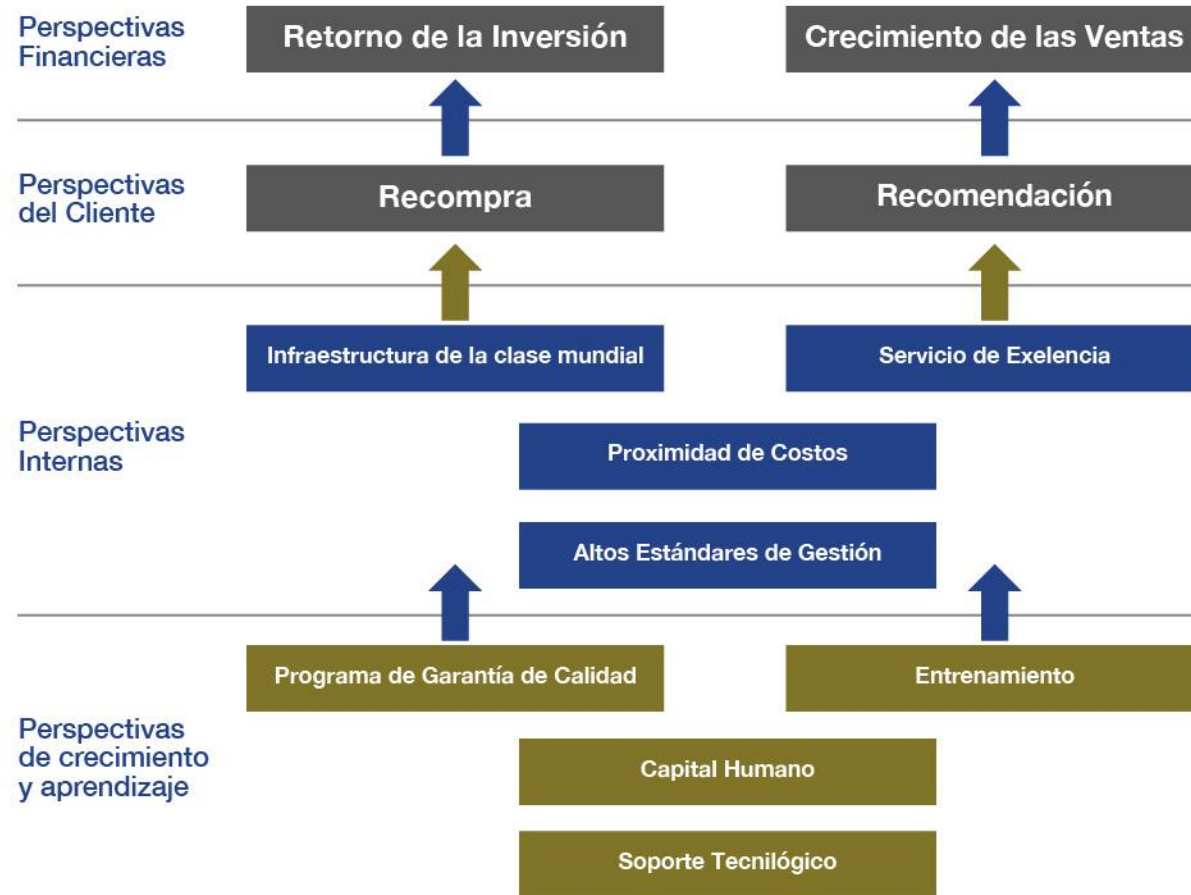 Perspectivas
Financieras
Retorno de la Inversión
Crecimiento de las Ventas
Perspectivas
del Cliente
Recompra
Recomendación
Infraestructura de la clase mundial
Servicio de Exelencia
Perspectivas
Internas
Proximidad de Costos
Altos Estándares de Gestión
Programa de Garantía de Calidad
Entrenamiento
Perspectivas
de crecimiento
y aprendizaje
Capital Humano
Soporte Tecnilógico